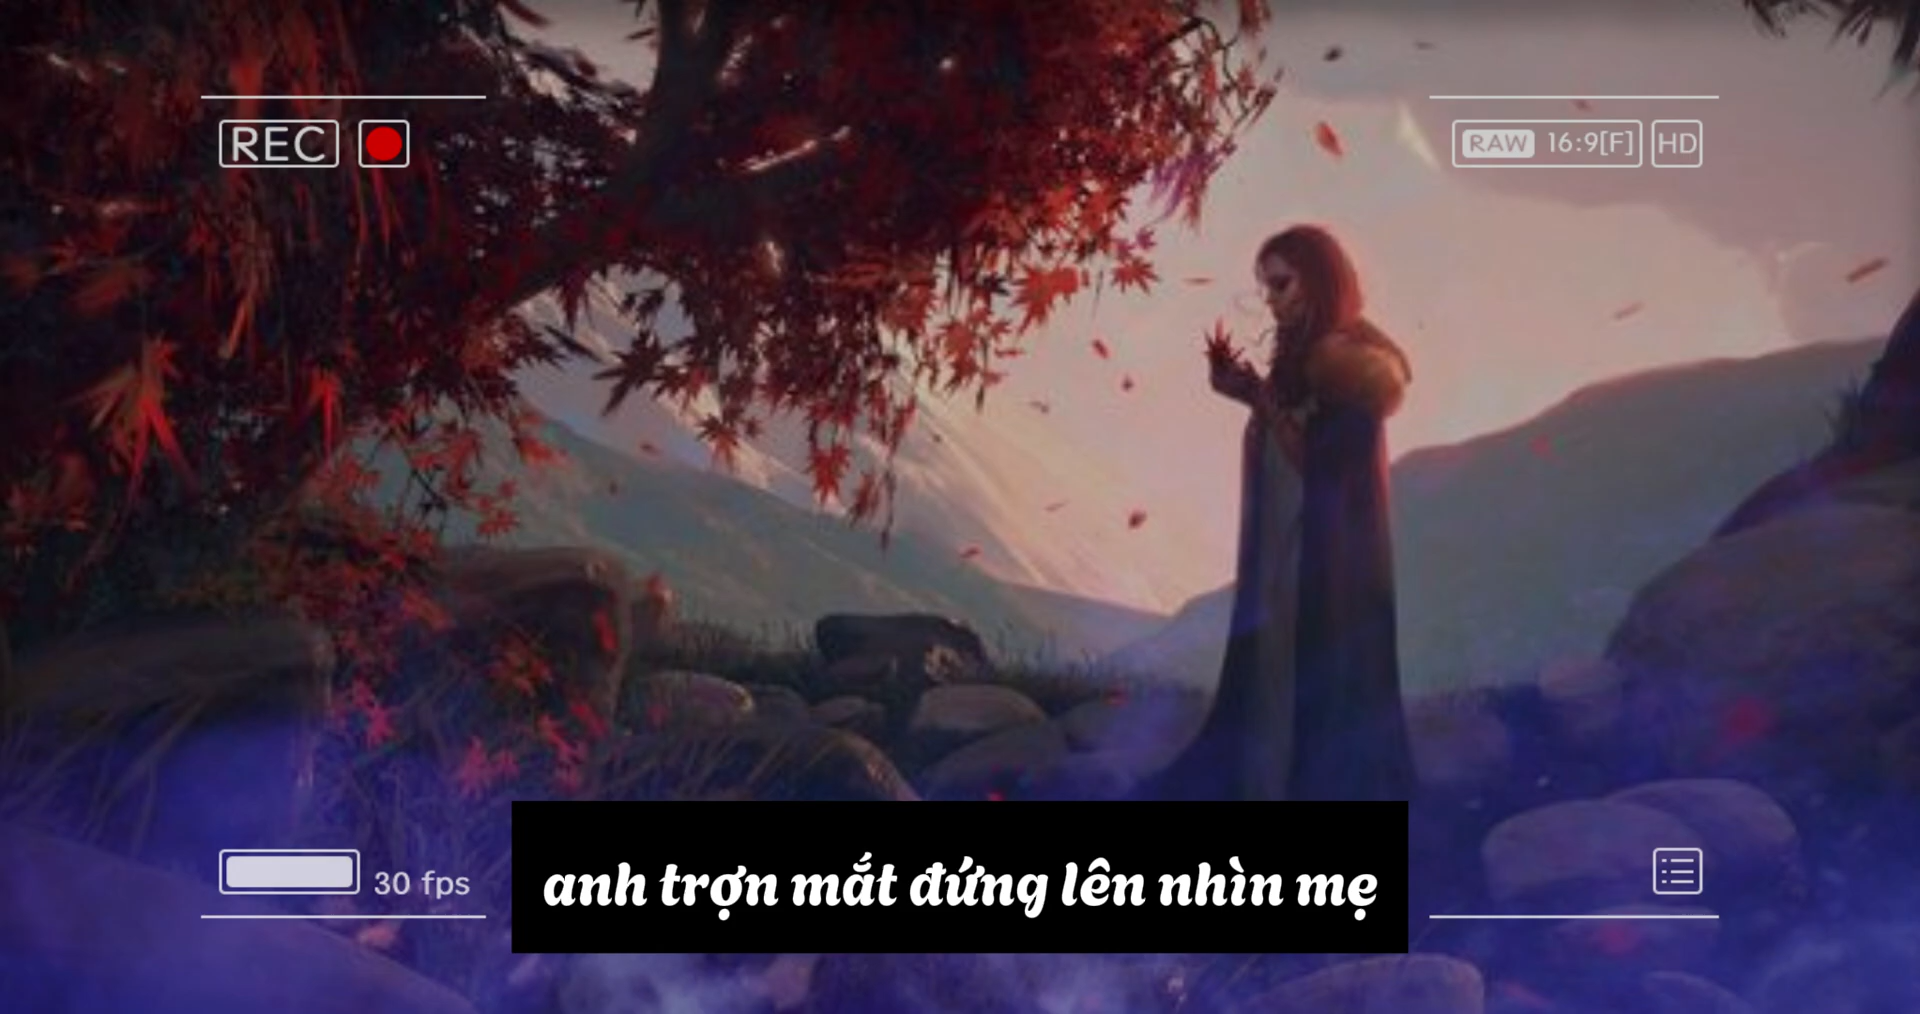 REC
RAW 16:9[F] HD
30 fps
anh trợn mắt đứng lên nhìn mẹ